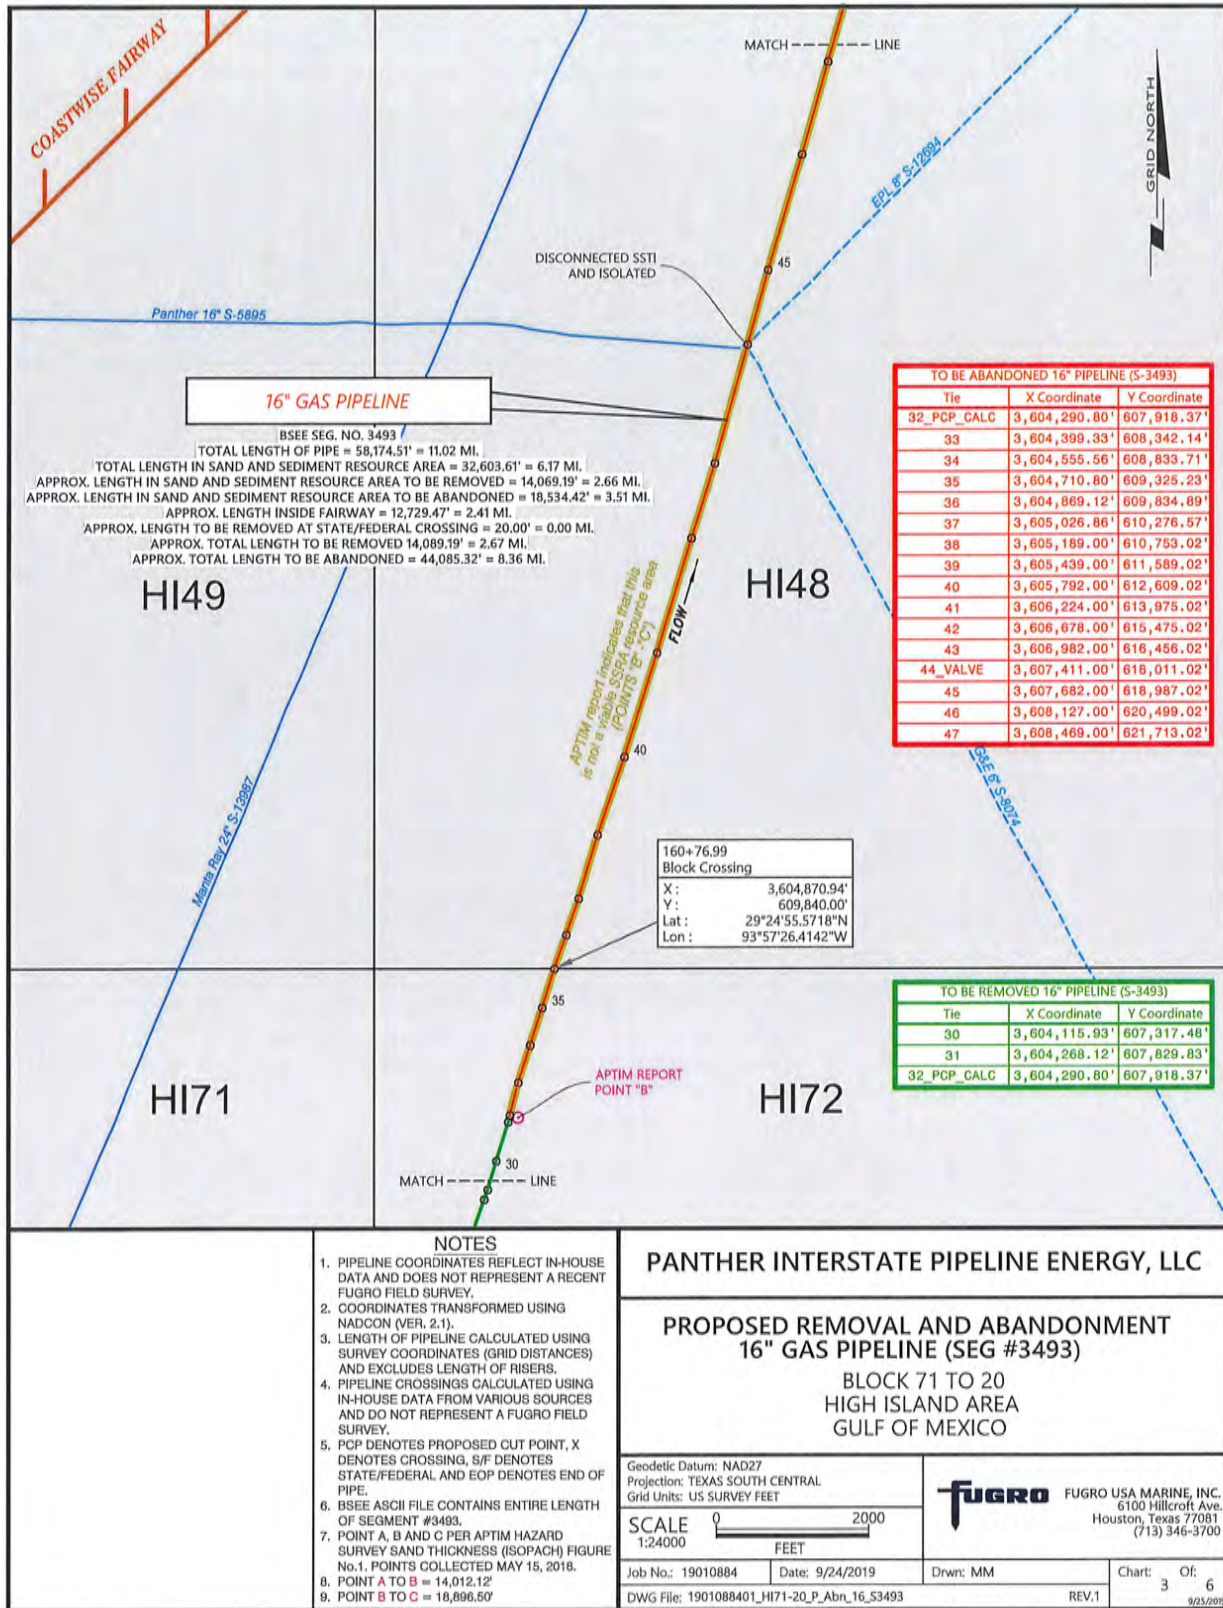 COASTWISE FAIRWAY
MATCH LINE
GRID NORTH
EPL 8" S-12694
DISCONNECTED SSTI
AND ISOLATED
45
Panther 16" S-5895
16" GAS PIPELINE
BSEE SEG. NO. 3493
TOTAL LENGTH OF PIPE = 58,174.51' = 11.02 MI.
TOTAL LENGTH IN SAND AND SEDIMENT RESOURCE AREA = 32,603.61' = 6.17 MI.
APPROX. LENGTH IN SAND AND SEDIMENT RESOURCE AREA TO BE REMOVED = 14,069.19' = 2.66 MI.
APPROX. LENGTH IN SAND AND SEDIMENT RESOURCE AREA TO BE ABANDONED = 18,534.42' = 3.51 MI.
APPROX. LENGTH INSIDE FAIRWAY = 12,729.47' = 2.41 MI.
APPROX. LENGTH TO BE REMOVED AT STATE/FEDERAL CROSSING = 20.00' = 0.00 MI.
APPROX. TOTAL LENGTH TO BE REMOVED 14,089.19' = 2.67 MI.
APPROX. TOTAL LENGTH TO BE ABANDONED = 44,085.32' = 8.36 MI.
TO BE ABANDONED 16" PIPELINE (S-3493)
Tie X Coordinate Y Coordinate
32_PCP_CALC 3,604,290.80' 607,918.37'
33 3,604,399.33' 608,342.14'
34 3,604,555.56' 608,833.71'
35 3,604,710.80' 609,325.23'
36 3,604,869.12' 609,834.89'
37 3,605,026.86' 610,276.57'
38 3,605,189.00' 610,753.02'
39 3,605,439.00' 611,589.02'
40 3,605,792.00' 612,609.02'
41 3,606,224.00' 613,975.02'
42 3,606,678.00' 615,475.02'
43 3,606,982.00' 616,456.02'
44_VALVE 3,607,411.00' 618,011.02'
45 3,607,682.00' 618,987.02'
46 3,608,127.00' 620,499.02'
47 3,608,469.00' 621,713.02'
HI49
HI48
FLOW
APTIM report indicates that this
is not a viable SSRA resource area
(POINTS "B" - "C")
40
G&E 6" S-8074
Manta Ray 24" S-13987
160+76.99
Block Crossing
X : 3,604,870.94'
Y : 609,840.00'
Lat : 29°24'55.5718"N
Lon : 93°57'26.4142"W
35
TO BE REMOVED 16" PIPELINE (S-3493)
Tie X Coordinate Y Coordinate
30 3,604,115.93' 607,317.48'
31 3,604,268.12' 607,829.83'
32_PCP_CALC 3,604,290.80' 607,918.37'
APTIM REPORT
POINT "B"
HI71
HI72
30
MATCH LINE
NOTES
1. PIPELINE COORDINATES REFLECT IN-HOUSE
DATA AND DOES NOT REPRESENT A RECENT
FUGRO FIELD SURVEY.
2. COORDINATES TRANSFORMED USING
NADCON (VER. 2.1).
3. LENGTH OF PIPELINE CALCULATED USING
SURVEY COORDINATES (GRID DISTANCES)
AND EXCLUDES LENGTH OF RISERS.
4. PIPELINE CROSSINGS CALCULATED USING
IN-HOUSE DATA FROM VARIOUS SOURCES
AND DO NOT REPRESENT A FUGRO FIELD
SURVEY.
5. PCP DENOTES PROPOSED CUT POINT, X
DENOTES CROSSING, S/F DENOTES
STATE/FEDERAL AND EOP DENOTES END OF
PIPE.
6. BSEE ASCII FILE CONTAINS ENTIRE LENGTH
OF SEGMENT #3493.
7. POINT A, B AND C PER APTIM HAZARD
SURVEY SAND THICKNESS (ISOPACH) FIGURE
No.1. POINTS COLLECTED MAY 15, 2018.
8. POINT A TO B = 14,012.12'
9. POINT B TO C = 18,896.50'
PANTHER INTERSTATE PIPELINE ENERGY, LLC
PROPOSED REMOVAL AND ABANDONMENT
16" GAS PIPELINE (SEG #3493)
BLOCK 71 TO 20
HIGH ISLAND AREA
GULF OF MEXICO
Geodetic Datum: NAD27
Projection: TEXAS SOUTH CENTRAL
Grid Units: US SURVEY FEET
SCALE
1:24000
0 2000
FEET
FUGRO
FUGRO USA MARINE, INC.
6100 Hillcroft Ave.
Houston, Texas 77081
(713) 346-3700
Job No.: 19010884 Date: 9/24/2019 Drwn: MM Chart: 3 Of: 6
DWG File: 1901088401_HI71-20_P_Abn_16_S3493 REV.1
9/25/2019